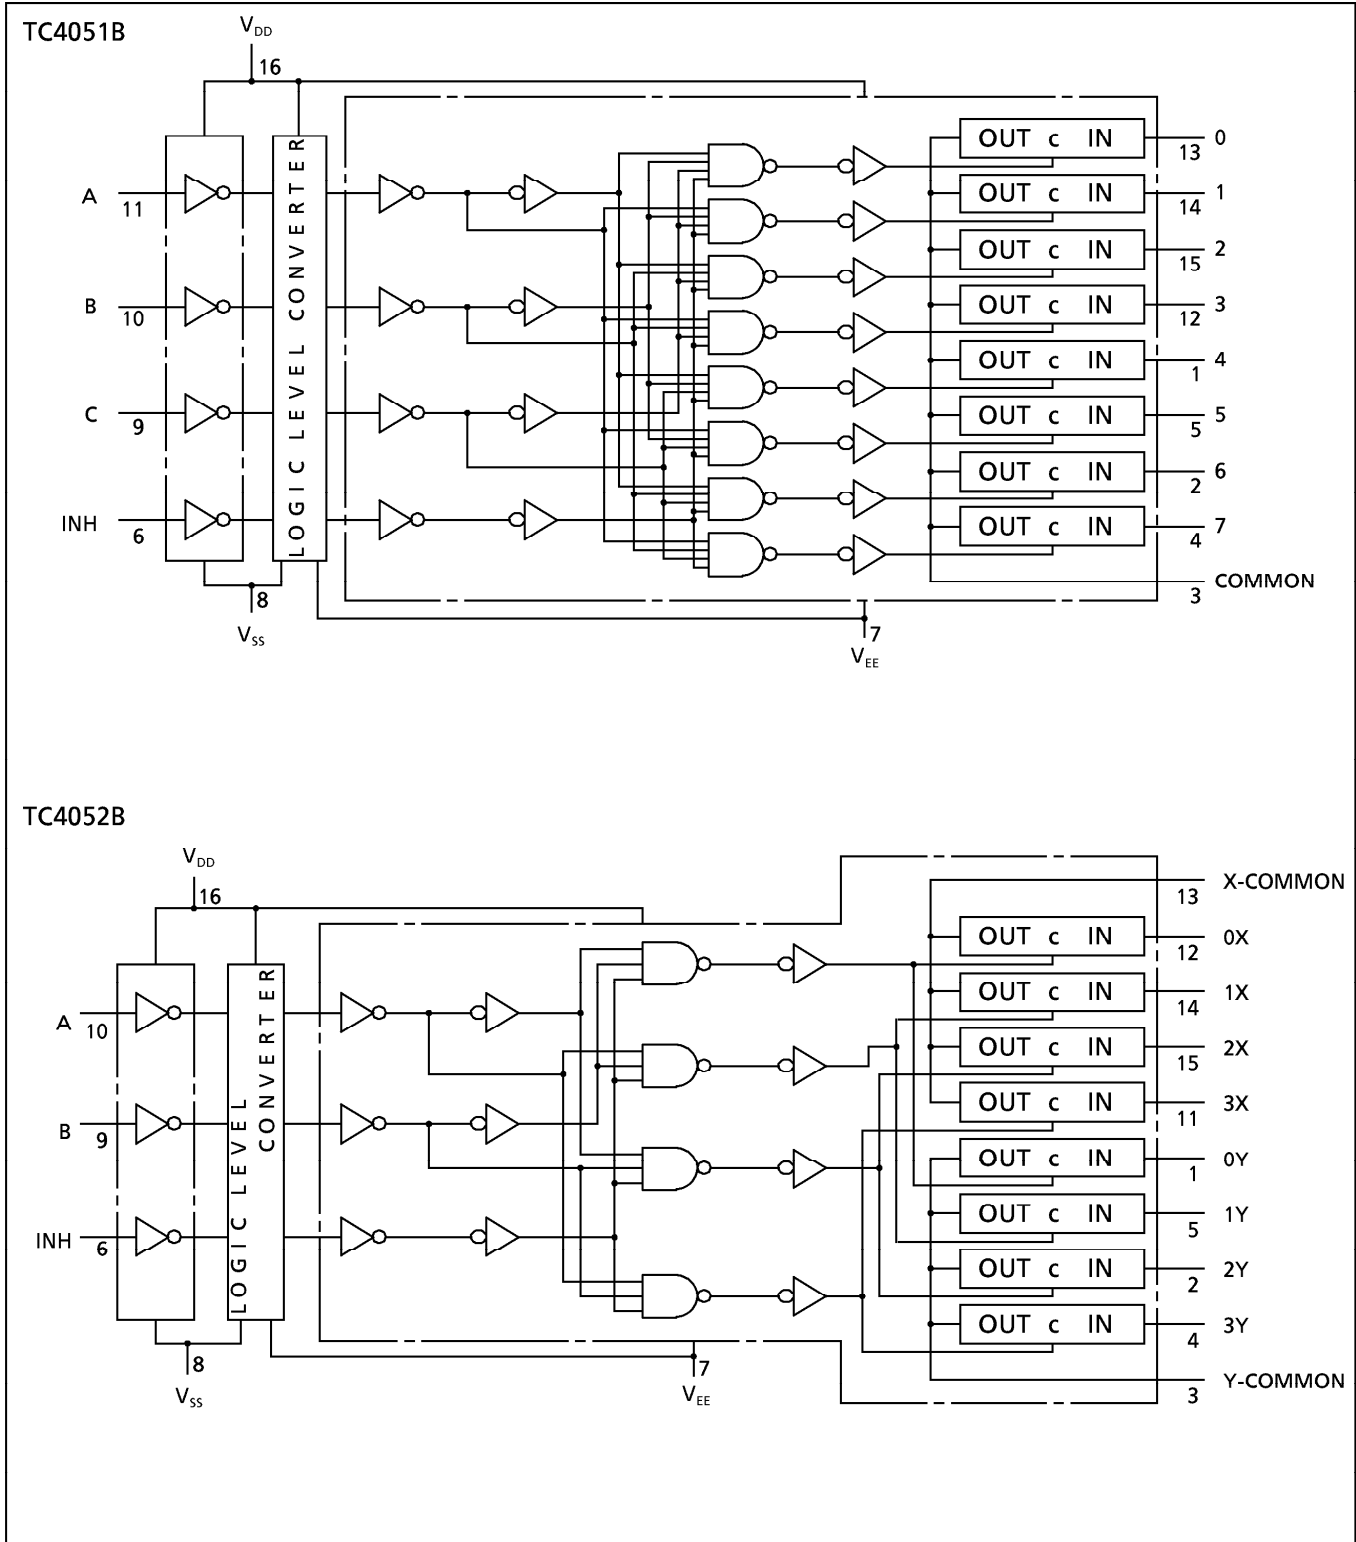 TC4051B
VDD
16
LOGIC LEVEL CONVERTER
A
11
B
10
C
9
INH
6
8
VSS
OUT c IN
13
0
OUT c IN
14
1
OUT c IN
15
2
OUT c IN
12
3
OUT c IN
1
4
OUT c IN
5
5
OUT c IN
2
6
OUT c IN
4
7
COMMON
3
7
VEE
TC4052B
VDD
16
LOGIC LEVEL
CONVERTER
A
10
B
9
INH
6
8
VSS
X-COMMON
13
OUT c IN
12
0X
OUT c IN
14
1X
OUT c IN
15
2X
OUT c IN
11
3X
OUT c IN
1
0Y
OUT c IN
5
1Y
OUT c IN
2
2Y
OUT c IN
4
3Y
Y-COMMON
3
7
VEE